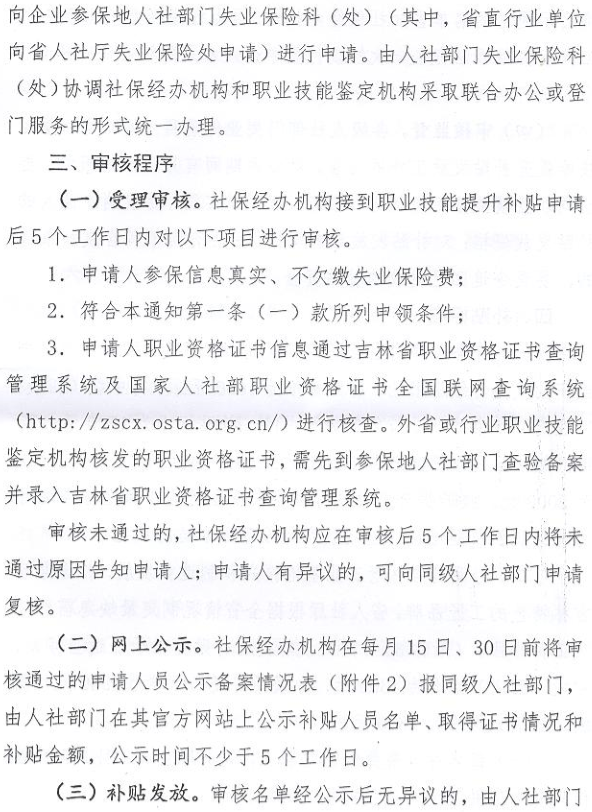 向企业参保地人社部门失业保险科（处）（其中，省直行业单位
向省人社厅失业保险处申请）进行申请。由人社部门失业保险科
（处）协调社保经办机构和职业技能鉴定机构采取联合办公或登
门服务的形式统一办理。
三、审核程序
（一）受理审核。社保经办机构接到职业技能提升补贴申请
后5个工作日内对以下项目进行审核。
1．申请人参保信息真实、不欠缴失业保险费；
2．符合本通知第一条（一）款所列申领条件；
3．申请人职业资格证书信息通过吉林省职业资格证书查询
管理系统及国家人社部职业资格证书全国联网查询系统
（http://zscx.osta.org.cn/）进行核查。外省或行业职业技能
鉴定机构核发的职业资格证书，需先到参保地人社部门查验备案
并录入吉林省职业资格证书查询管理系统。
审核未通过的，社保经办机构应在审核后5个工作日内将未
通过原因告知申请人；申请人有异议的，可向同级人社部门申请
复核。
（二）网上公示。社保经办机构在每月15日、30日前将审
核通过的申请人员公示备案情况表（附件2）报同级人社部门，
由人社部门在其官方网站上公示补贴人员名单、取得证书情况和
补贴金额，公示时间不少于5个工作日。
（三）补贴发放。审核名单经公示后无异议的，由人社部门